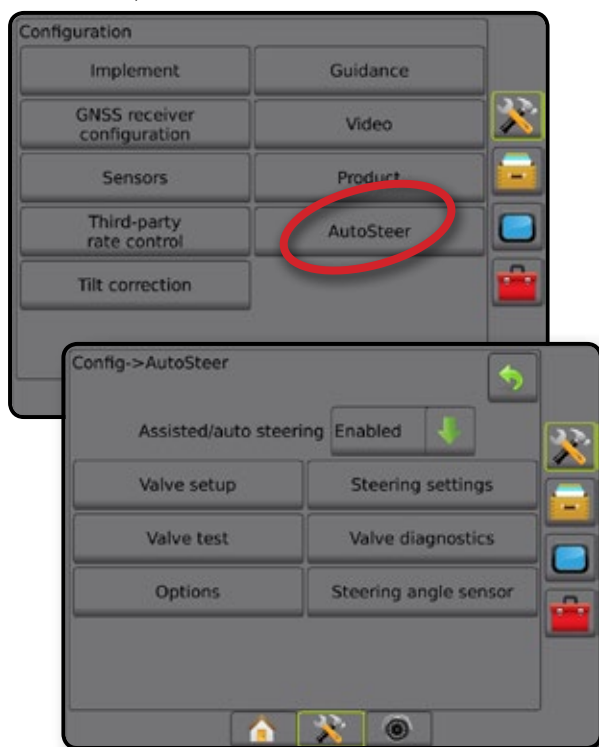 Configuration
Implement
Guidance
GNSS receiver
configuration
Video
Sensors
Product
Third-party
rate control
AutoSteer
Tilt correction
Config->AutoSteer
Assisted/auto steering Enabled
Valve setup
Steering settings
Valve test
Valve diagnostics
Options
Steering angle sensor